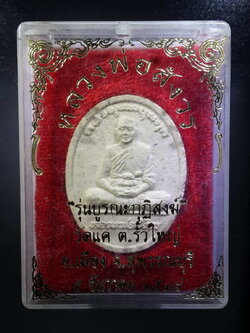 หลวงพ่อสังวร
"รุ่นบูรณะกุฏิสงฆ์"
วัดแค ต.รั้วใหญ่
อ.เมือง จ.สุพรรณบุรี